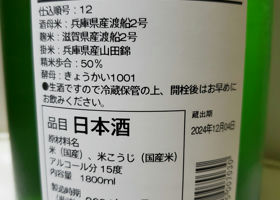 仕込順号：12
酒母米：兵庫県産渡船2号
麹米：滋賀県産渡船2号
掛米：兵庫県産山田錦
精米歩合：50%
酵母：きょうかい1001
●生酒ですので冷蔵保管の上、開栓後はお早めに
お飲みください。
品目 日本酒
原材料名
米（国産）、米こうじ（国産米）
アルコール分 15度
内容量 1800ml
製造時期
蔵出期
2024年12月04日